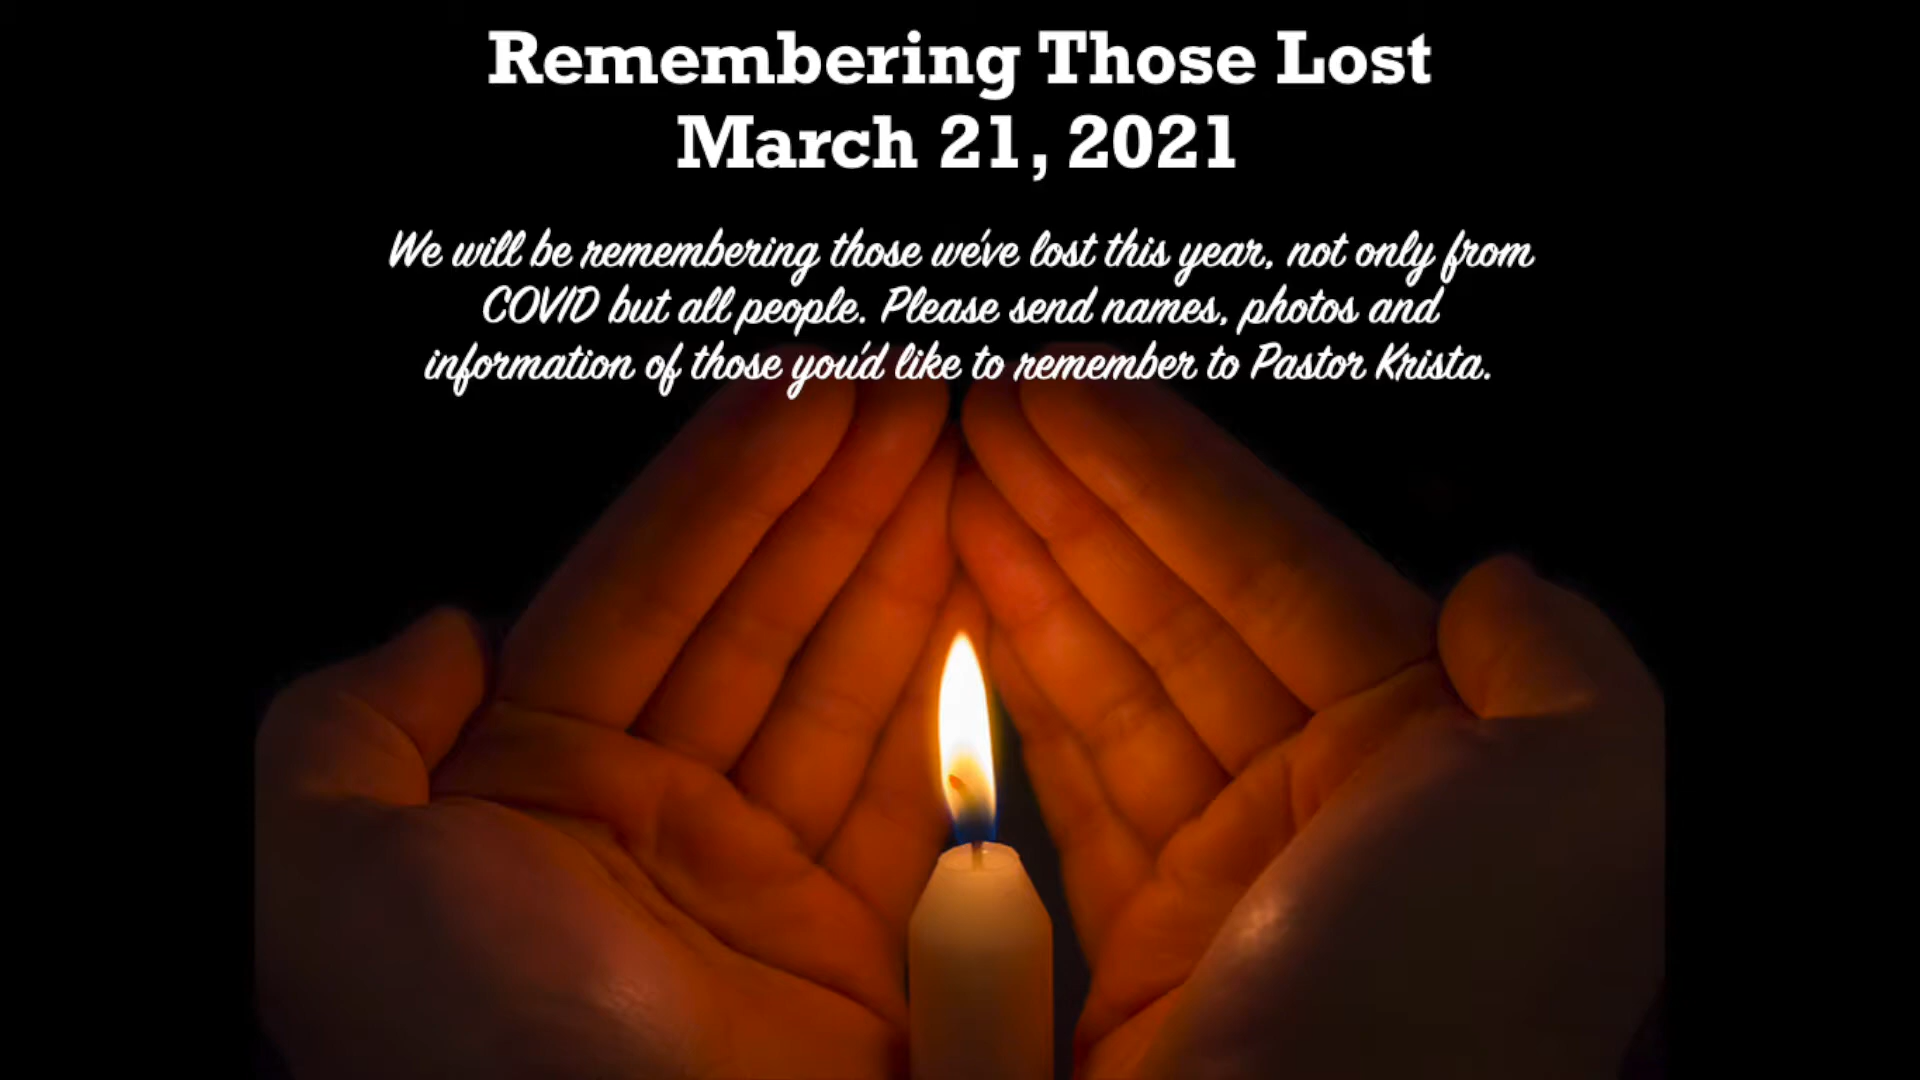 Remembering Those Lost
March 21, 2021
We will be remembering those we've lost this year, not only from
COVID but all people. Please send names, photos and
information of those you'd like to remember to Pastor Krista.